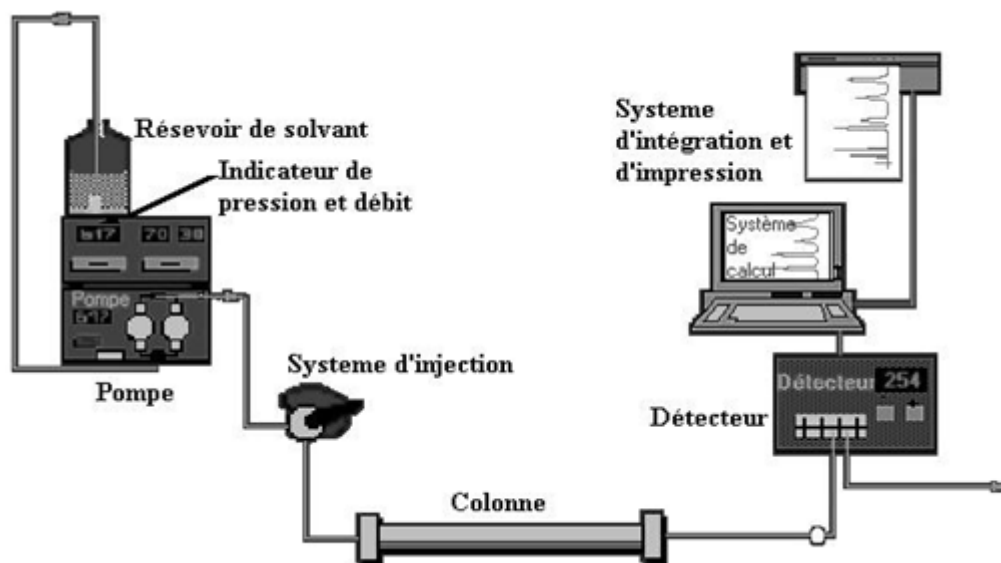 Résevoir de solvant
Indicateur de
pression et débit
70 30
Pompe
Pompe
Systeme d'injection
Colonne
Systeme
d'intégration et
d'impression
Système
de
calcul
Détecteur 254
Détecteur